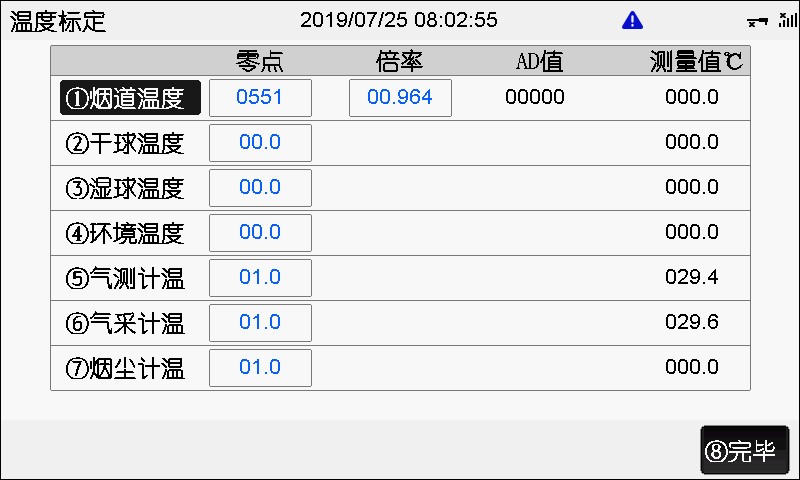 温度标定 2019/07/25 08:02:55
零点 倍率 AD值 测量值℃
①烟道温度 0551 00.964 00000 000.0
②干球温度 00.0 000.0
③湿球温度 00.0 000.0
④环境温度 00.0 000.0
⑤气测计温 01.0 029.4
⑥气采计温 01.0 029.6
⑦烟尘计温 01.0 000.0
⑧完毕